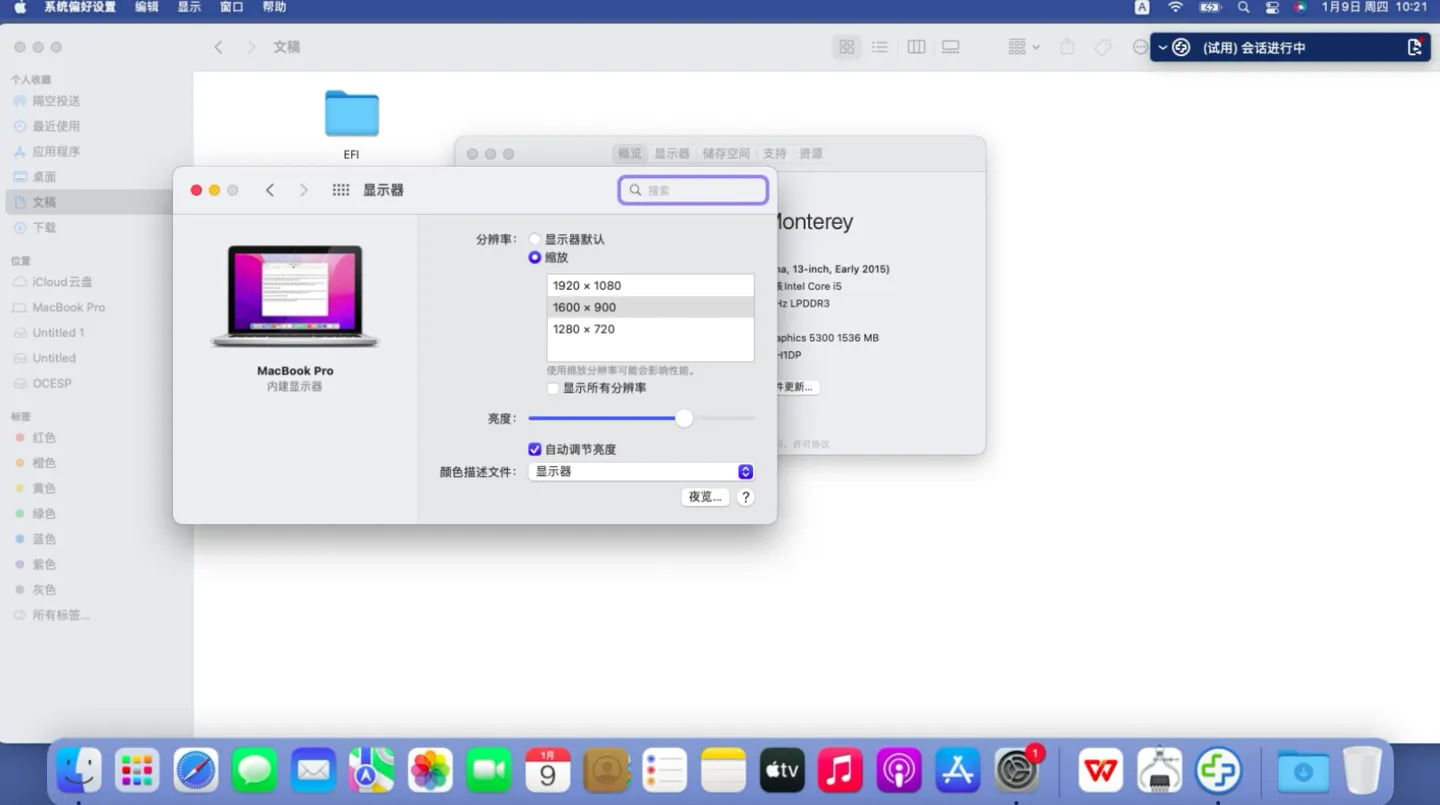 系统偏好设置 编辑 显示 窗口 帮助
A
1月9日 周四 10:21
文稿
(试用) 会话进行中
个人收藏
隔空投送
最近使用
应用程序
桌面
文稿
下载
位置
iCloud云盘
MacBook Pro
Untitled 1
Untitled
OCESP
标签
红色
橙色
黄色
绿色
蓝色
紫色
灰色
所有标签...
EFI
概览 显示器 储存空间 支持 资源
Monterey
13-inch, Early 2015)
Intel Core i5
LPDDR3
5300 1536 MB
H1DP
件更新...
许可协议
显示器
搜索
MacBook Pro
内建显示器
分辨率: 显示器默认
缩放
1920 × 1080
1600 × 900
1280 × 720
使用缩放分辨率可能会影响性能。
显示所有分辨率
亮度:
自动调节亮度
颜色描述文件: 显示器
夜览... ?
1月
9
tv
1
W